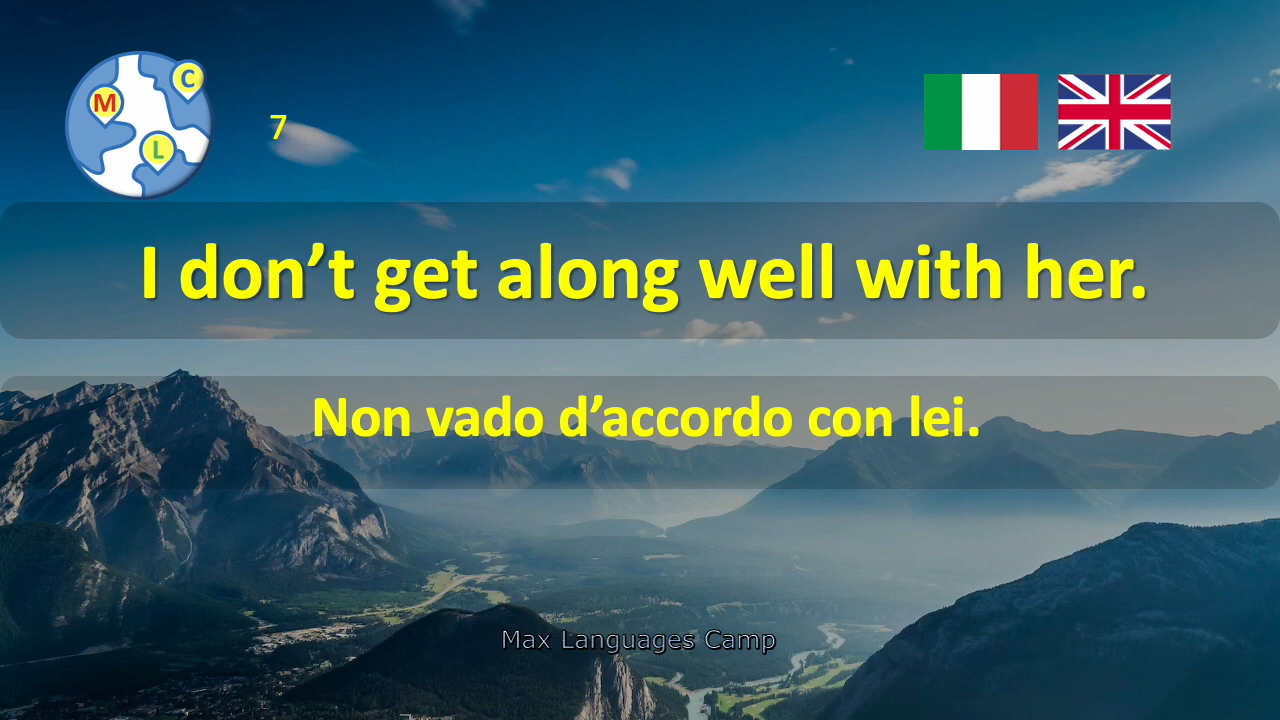 C
M
L
7
I don’t get along well with her.
Non vado d’accordo con lei.
Max Languages Camp